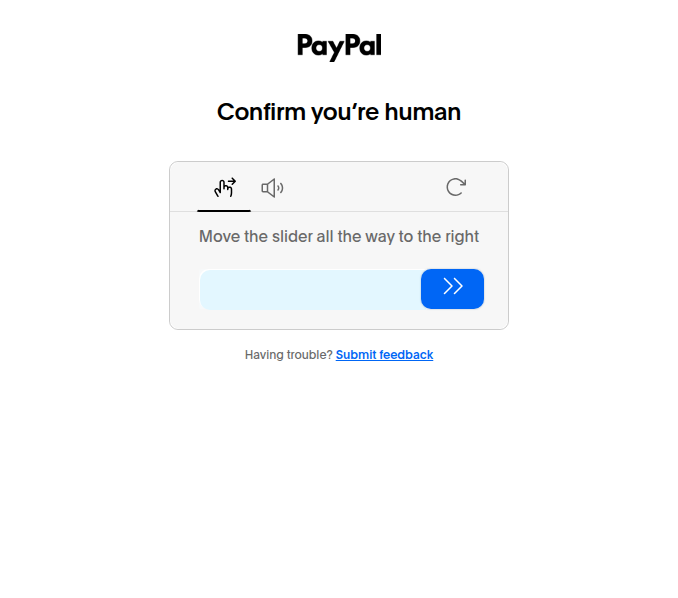 PayPal
Confirm you’re human
Move the slider all the way to the right
Having trouble? Submit feedback